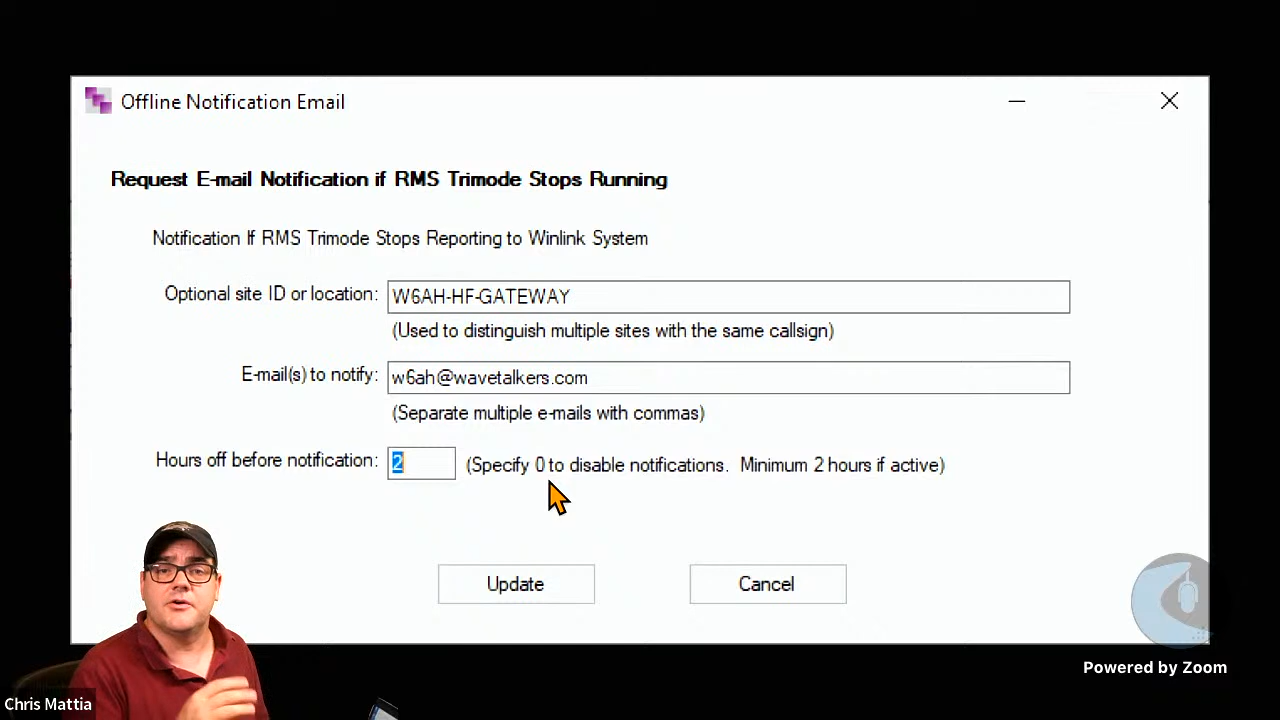 Offline Notification Email
Request E-mail Notification if RMS Trimode Stops Running
Notification If RMS Trimode Stops Reporting to Winlink System
Optional site ID or location: W6AH-HF-GATEWAY
(Used to distinguish multiple sites with the same callsign)
E-mail(s) to notify: w6ah@wavetalkers.com
(Separate multiple e-mails with commas)
Hours off before notification: 2 (Specify 0 to disable notifications. Minimum 2 hours if active)
Update Cancel
Powered by Zoom
Chris Mattia